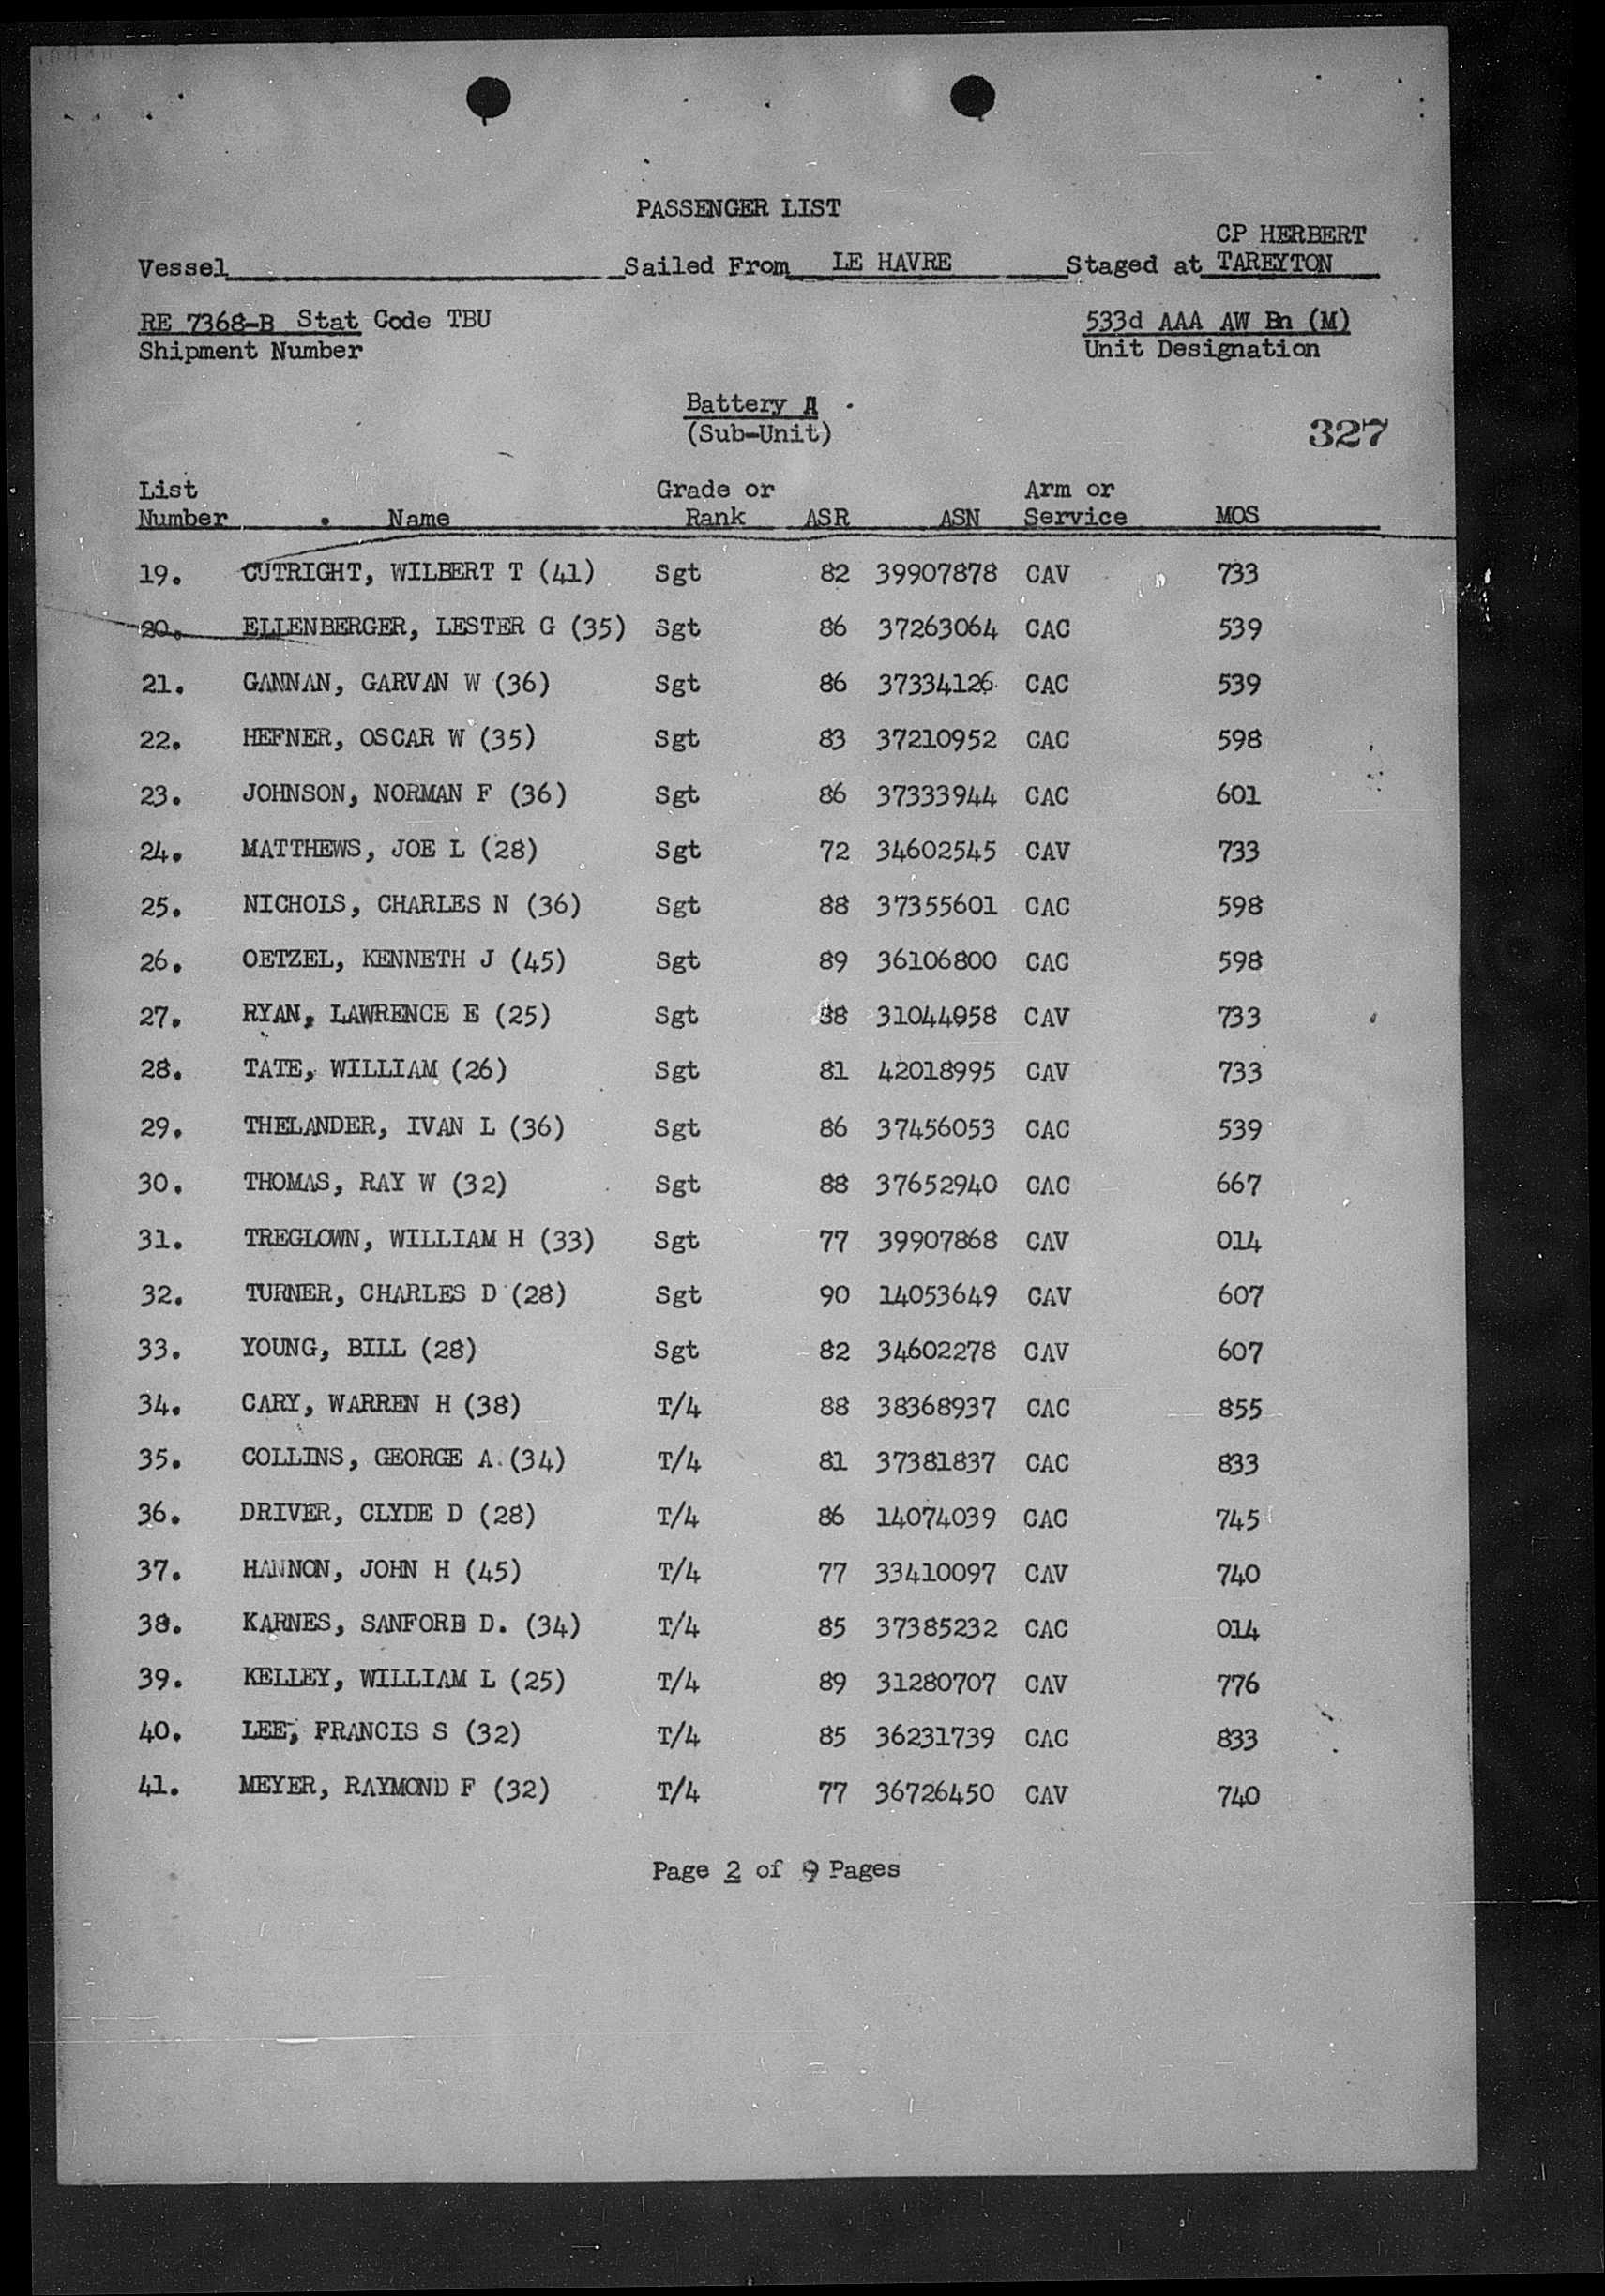 PASSENGER LIST
CP HERBERT
Vessel Sailed From LE HAVRE Staged at TAREYTON
RE 7368-B Stat Code TBU 533d AAA AW Bn (M)
Shipment Number Unit Designation
Battery A
(Sub-Unit) 327
List Grade or Arm or
Number Name Rank ASR ASN Service MOS
19. CUTRIGHT, WILBERT T (41) Sgt 82 39907878 CAV 733
20. ELLENBERGER, LESTER G (35) Sgt 86 37263064 CAC 539
21. GANNAN, GARVAN W (36) Sgt 86 37334126 CAC 539
22. HEFNER, OSCAR W (35) Sgt 83 37210952 CAC 598
23. JOHNSON, NORMAN F (36) Sgt 86 37333944 CAC 601
24. MATTHEWS, JOE L (28) Sgt 72 34602545 CAV 733
25. NICHOLS, CHARLES N (36) Sgt 88 37355601 CAC 598
26. OETZEL, KENNETH J (45) Sgt 89 36106800 CAC 598
27. RYAN, LAWRENCE E (25) Sgt 88 31044958 CAV 733
28. TATE, WILLIAM (26) Sgt 81 42018995 CAV 733
29. THELANDER, IVAN L (36) Sgt 86 37456053 CAC 539
30. THOMAS, RAY W (32) Sgt 88 37652940 CAC 667
31. TREGLOWN, WILLIAM H (33) Sgt 77 39907868 CAV 014
32. TURNER, CHARLES D (28) Sgt 90 14053649 CAV 607
33. YOUNG, BILL (28) Sgt 82 34602278 CAV 607
34. CARY, WARREN H (38) T/4 88 38368937 CAC 855
35. COLLINS, GEORGE A (34) T/4 81 37381837 CAC 833
36. DRIVER, CLYDE D (28) T/4 86 14074039 CAC 745
37. HANNON, JOHN H (45) T/4 77 33410097 CAV 740
38. KARNES, SANFORD D. (34) T/4 85 37385232 CAC 014
39. KELLEY, WILLIAM L (25) T/4 89 31280707 CAV 776
40. LEE, FRANCIS S (32) T/4 85 36231739 CAC 833
41. MEYER, RAYMOND F (32) T/4 77 36726450 CAV 740
Page 2 of 9 Pages